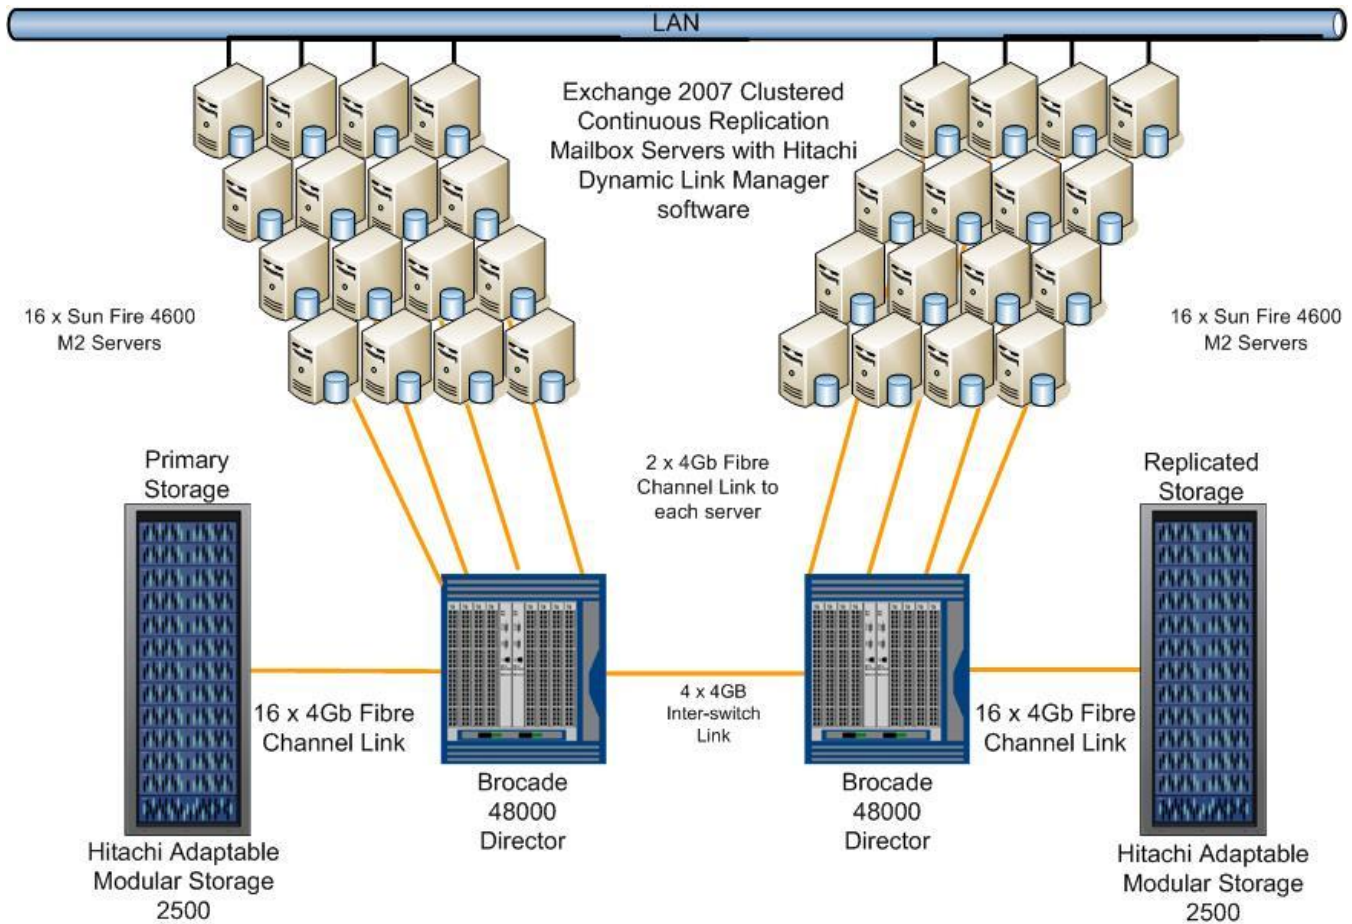 LAN
Exchange 2007 Clustered
Continuous Replication
Mailbox Servers with Hitachi
Dynamic Link Manager
software
16 x Sun Fire 4600
M2 Servers
16 x Sun Fire 4600
M2 Servers
Primary
Storage
2 x 4Gb Fibre
Channel Link to
each server
Replicated
Storage
16 x 4Gb Fibre
Channel Link
4 x 4GB
Inter-switch
Link
16 x 4Gb Fibre
Channel Link
Brocade
48000
Director
Brocade
48000
Director
Hitachi Adaptable
Modular Storage
2500
Hitachi Adaptable
Modular Storage
2500